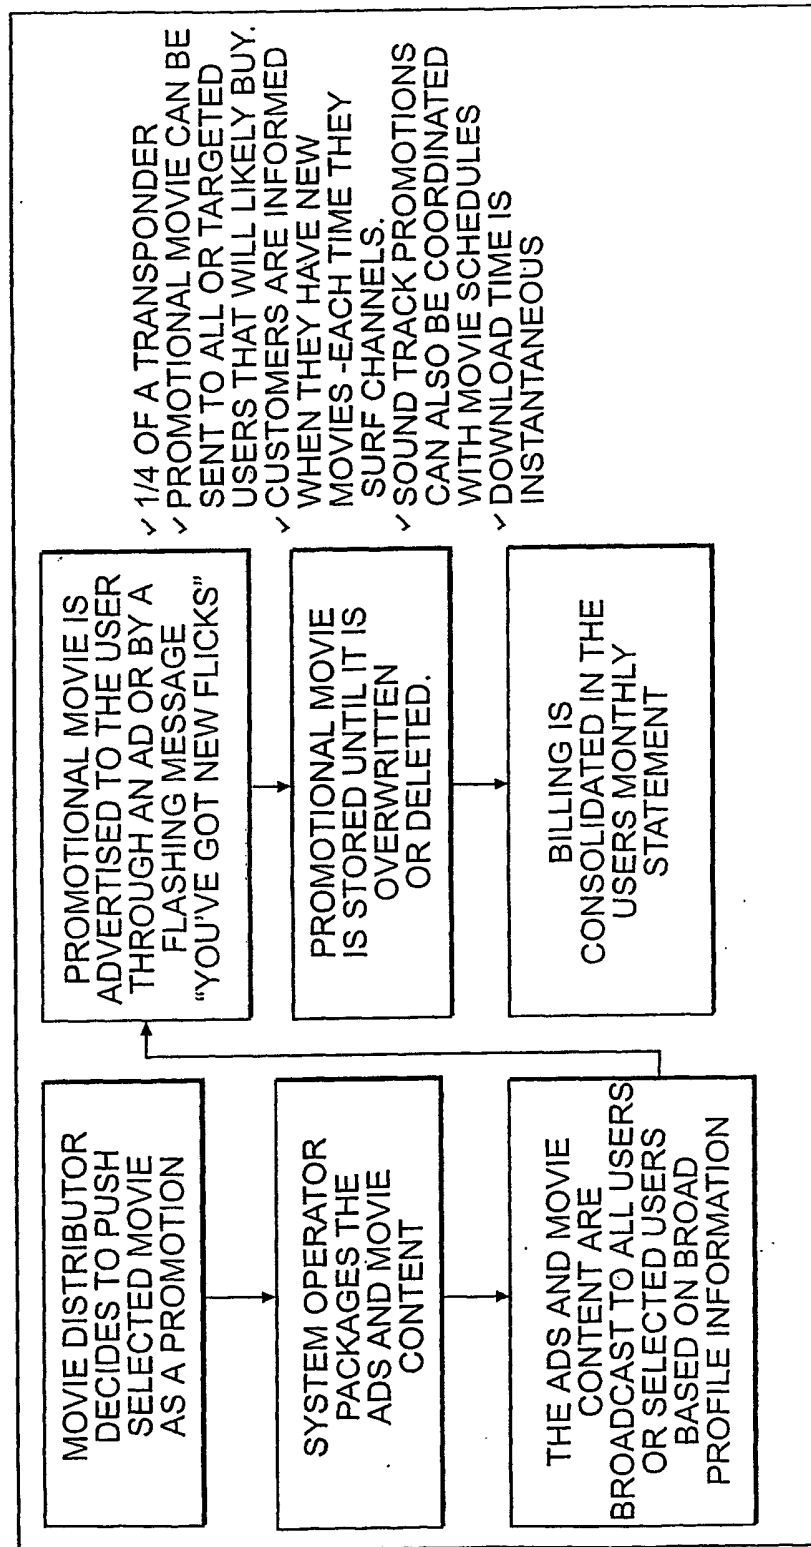 MOVIE DISTRIBUTOR
DECIDES TO PUSH
SELECTED MOVIE
AS A PROMOTION
SYSTEM OPERATOR
PACKAGES THE
ADS AND MOVIE
CONTENT
THE ADS AND MOVIE
CONTENT ARE
BROADCAST TO ALL USERS
OR SELECTED USERS
BASED ON BROAD
PROFILE INFORMATION
PROMOTIONAL MOVIE IS
ADVERTISED TO THE USER
THROUGH AN AD OR BY A
FLASHING MESSAGE
“YOU'VE GOT NEW FLICKS”
PROMOTIONAL MOVIE
IS STORED UNTIL IT IS
OVERWRITTEN
OR DELETED.
BILLING IS
CONSOLIDATED IN THE
USERS MONTHLY
STATEMENT
✓ 1/4 OF A TRANSPONDER
✓ PROMOTIONAL MOVIE CAN BE
SENT TO ALL OR TARGETED
USERS THAT WILL LIKELY BUY.
✓ CUSTOMERS ARE INFORMED
WHEN THEY HAVE NEW
MOVIES -EACH TIME THEY
SURF CHANNELS.
✓ SOUND TRACK PROMOTIONS
CAN ALSO BE COORDINATED
WITH MOVIE SCHEDULES
✓ DOWNLOAD TIME IS
INSTANTANEOUS